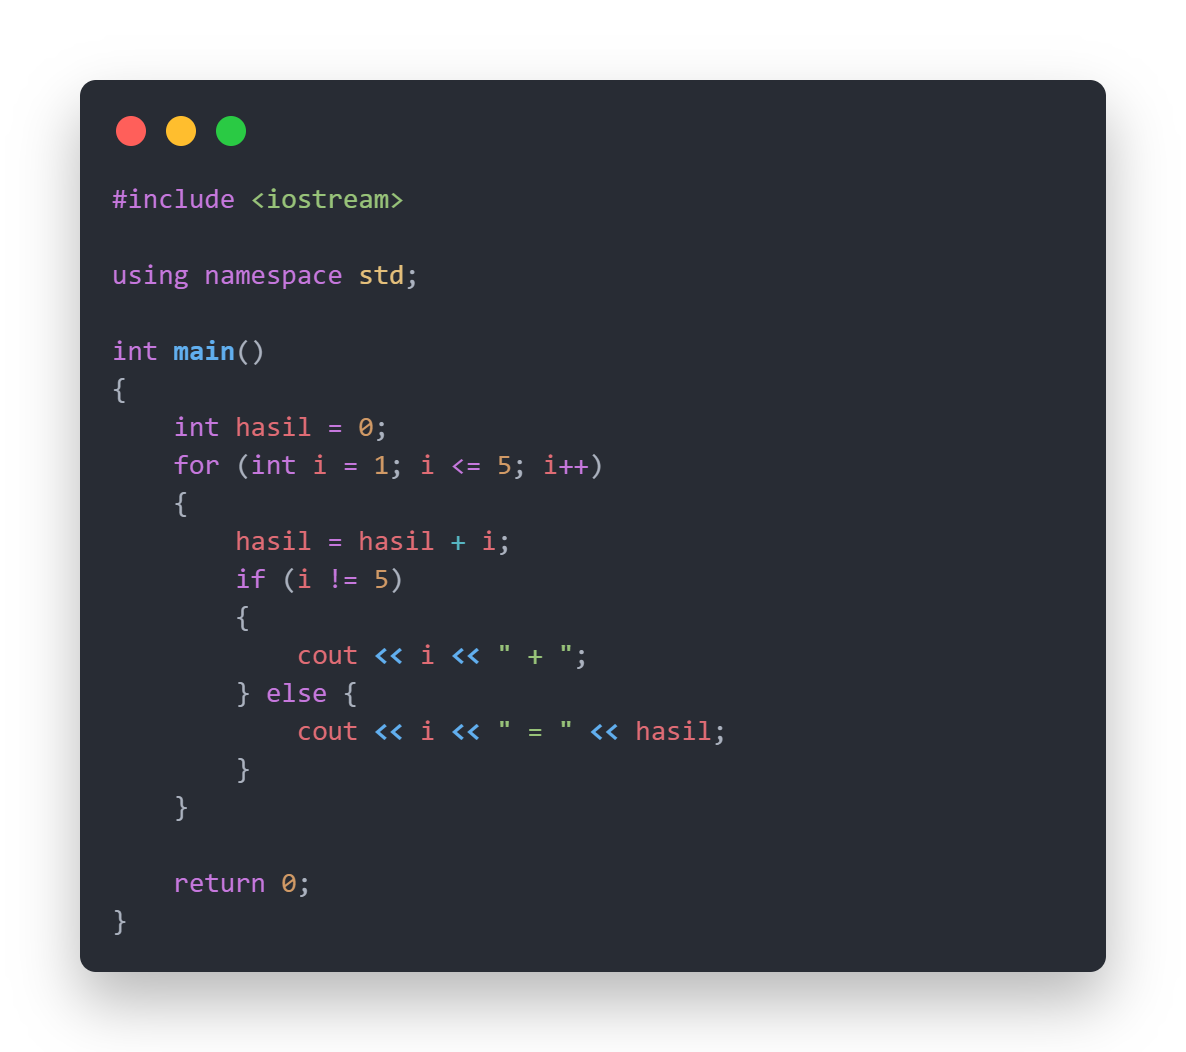 #include <iostream>
using namespace std;
int main()
{
    int hasil = 0;
    for (int i = 1; i <= 5; i++)
    {
        hasil = hasil + i;
        if (i != 5)
        {
            cout << i << " + ";
        } else {
            cout << i << " = " << hasil;
        }
    }
    return 0;
}